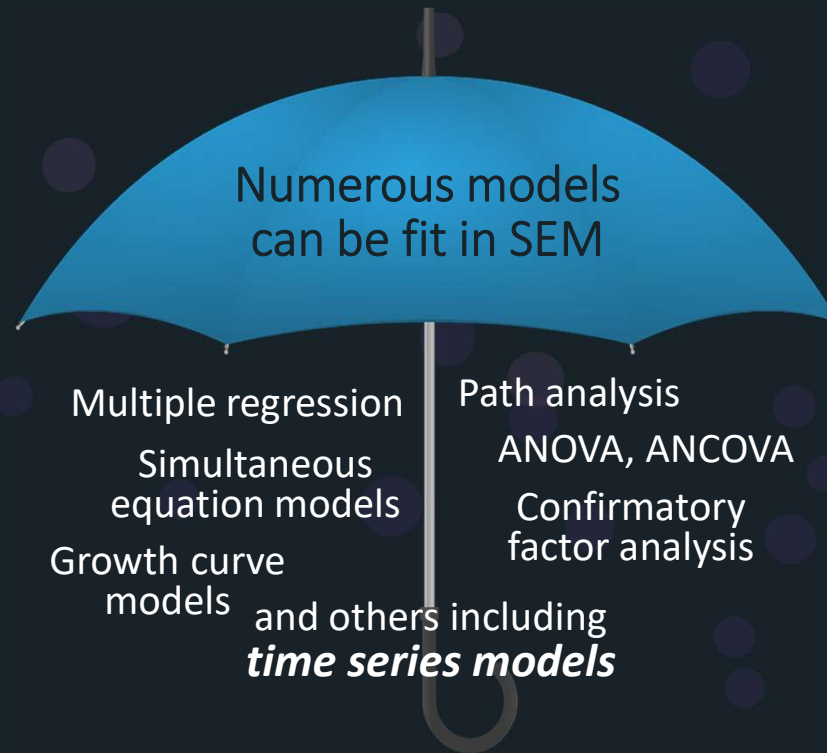 Numerous models
can be fit in SEM
Multiple regression
Path analysis
Simultaneous
equation models
ANOVA, ANCOVA
Growth curve
models
Confirmatory
factor analysis
and others including
time series models